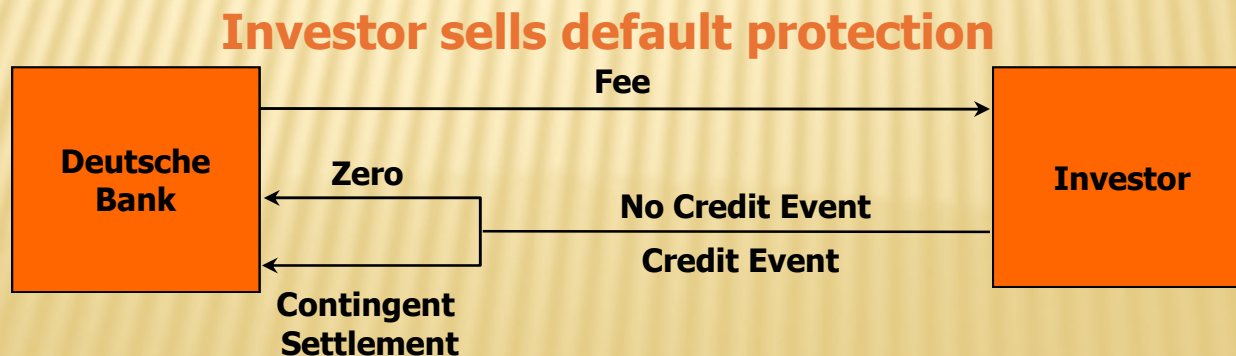 Investor sells default protection
Fee
Deutsche
Bank
Zero
Investor
No Credit Event
Credit Event
Contingent
Settlement